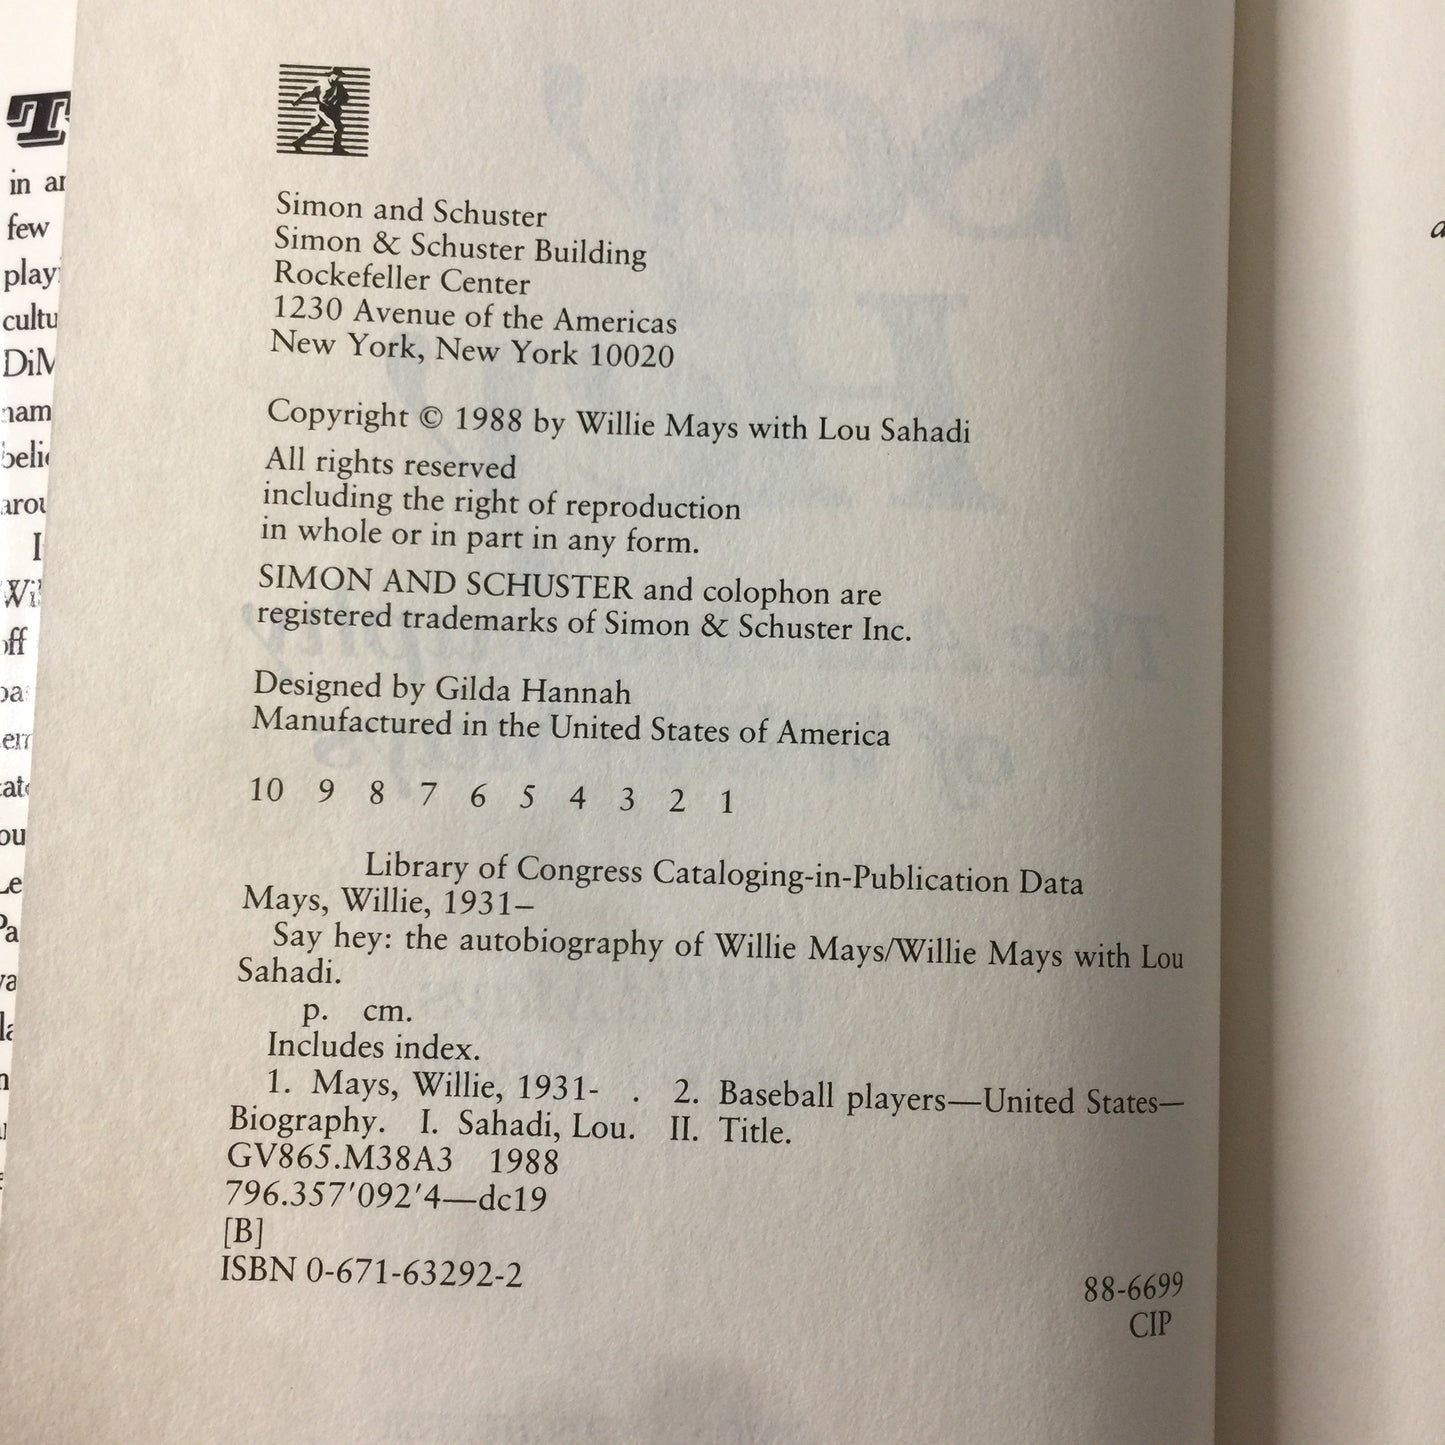 T
in
few
Simon and Schuster
Simon & Schuster Building
Rockefeller Center
1230 Avenue of the Americas
New York, New York 10020
Copyright © 1988 by Willie Mays with Lou Sahadi
All rights reserved
including the right of reproduction
in whole or in part in any form.
SIMON AND SCHUSTER and colophon are
registered trademarks of Simon & Schuster Inc.
Designed by Gilda Hannah
Manufactured in the United States of America
10 9 8 7 6 5 4 3 2 1
Library of Congress Cataloging-in-Publication Data
Mays, Willie, 1931–
Say hey: the autobiography of Willie Mays/Willie Mays with Lou
Sahadi.
p. cm.
Includes index.
1. Mays, Willie, 1931- . 2. Baseball players—United States—
Biography. I. Sahadi, Lou. II. Title.
GV865.M38A3 1988
796.357'092'4—dc19
[B]
ISBN 0-671-63292-2
88-6699
CIP